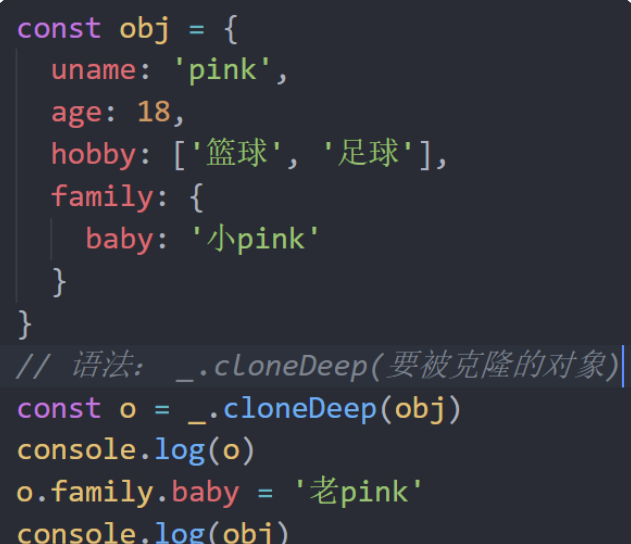 const obj = {
uname: 'pink',
age: 18,
hobby: ['篮球', '足球'],
family: {
baby: '小pink'
}
}
// 语法： _.cloneDeep(要被克隆的对象)
const o = _.cloneDeep(obj)
console.log(o)
o.family.baby = '老pink'
console.log(obj)